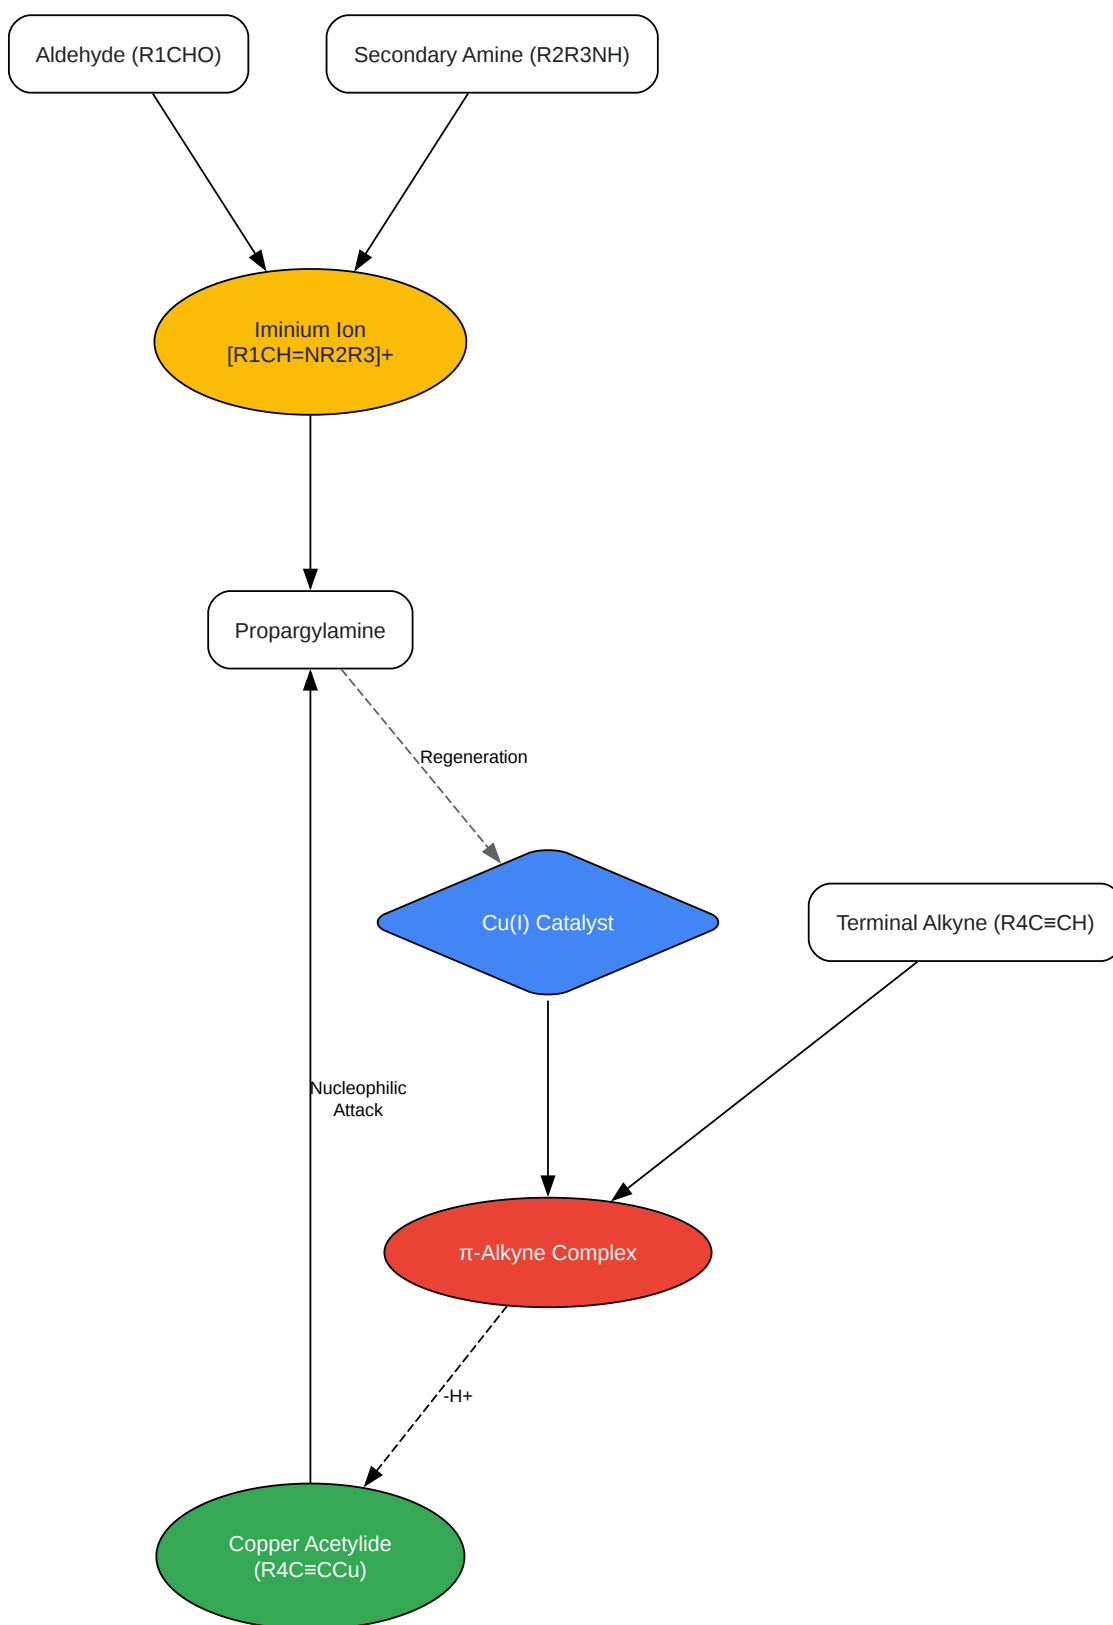 Aldehyde (R1CHO)
Secondary Amine (R2R3NH)
Iminium Ion
[R1CH=NR2R3]+
Propargylamine
Regeneration
Cu(I) Catalyst
Terminal Alkyne (R4C≡CH)
Nucleophilic
Attack
π-Alkyne Complex
-H+
Copper Acetylide
(R4C≡CCu)